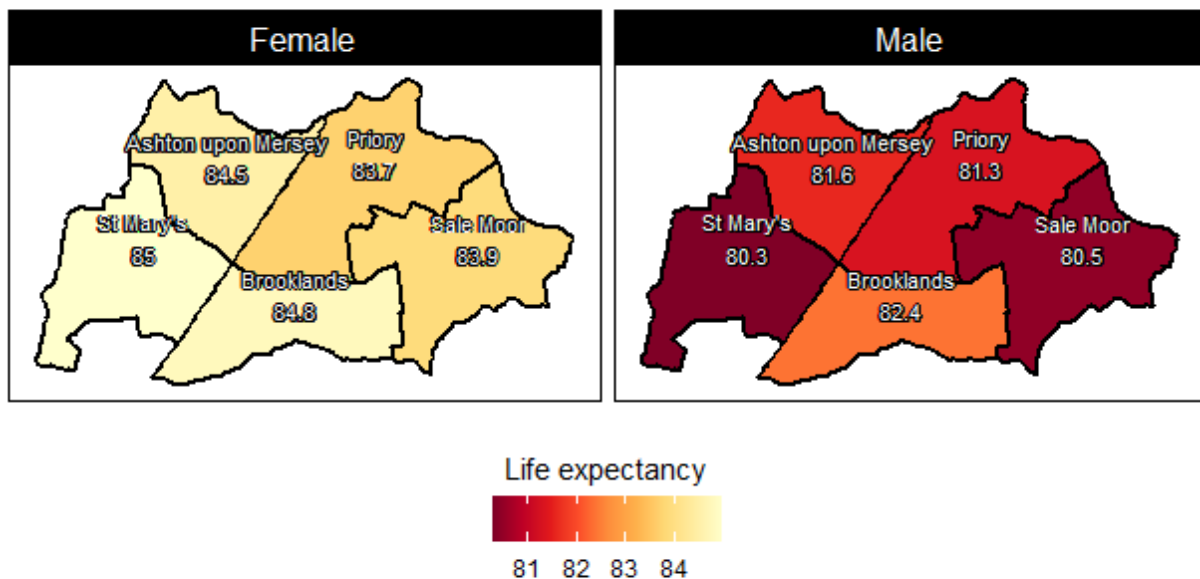 Female
Ashton upon Mersey
84.5
Priory
83.7
St Mary's
85
Sale Moor
83.9
Brooklands
84.8
Male
Ashton upon Mersey
81.6
Priory
81.3
St Mary's
80.3
Sale Moor
80.5
Brooklands
82.4
Life expectancy
81 82 83 84